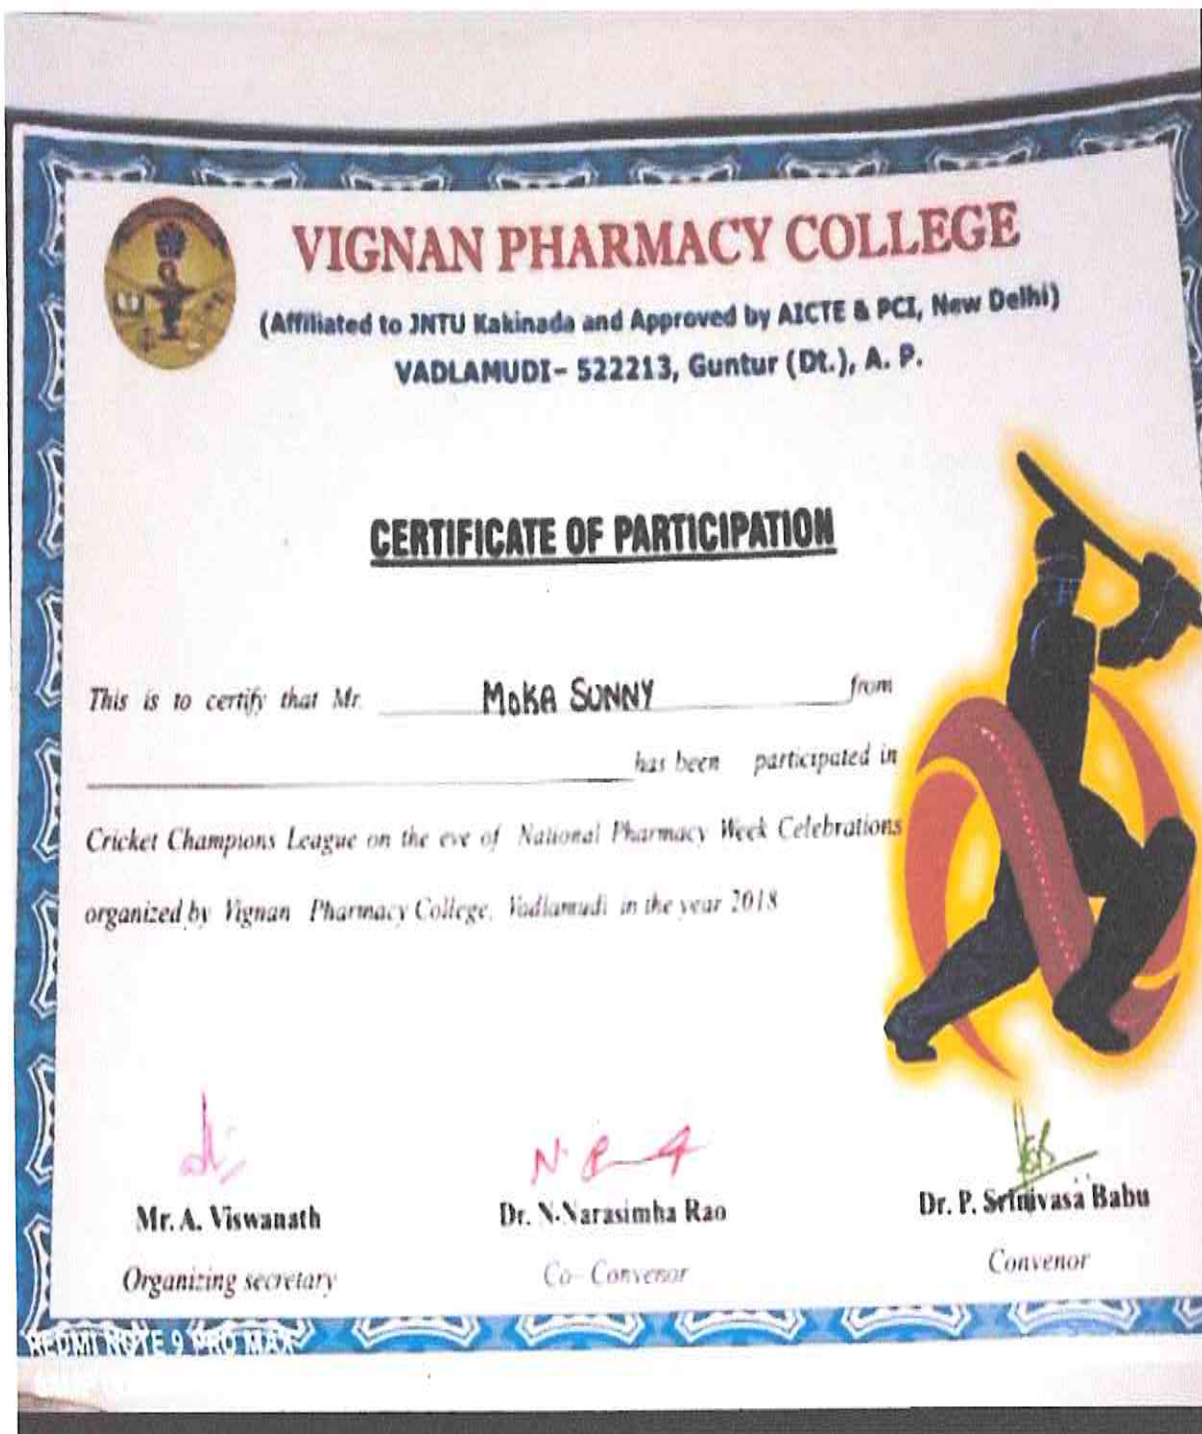 VIGNAN PHARMACY COLLEGE
(Affiliated to JNTU Kakinada and Approved by AICTE & PCI, New Delhi)
VADLAMUDI- 522213, Guntur (Dt.), A. P.
CERTIFICATE OF PARTICIPATION
This is to certify that Mr. MOKA SUNNY from
has been participated in
Cricket Champions League on the eve of National Pharmacy Week Celebrations
organized by Vignan Pharmacy College, Vadlamudi in the year 2018
Mr. A. Viswanath
Dr. N.Narasimha Rao
Dr. P. Srinivasa Babu
Organizing secretary
Co- Convenor
Convenor
REDMI NOTE 9 PRO MAX